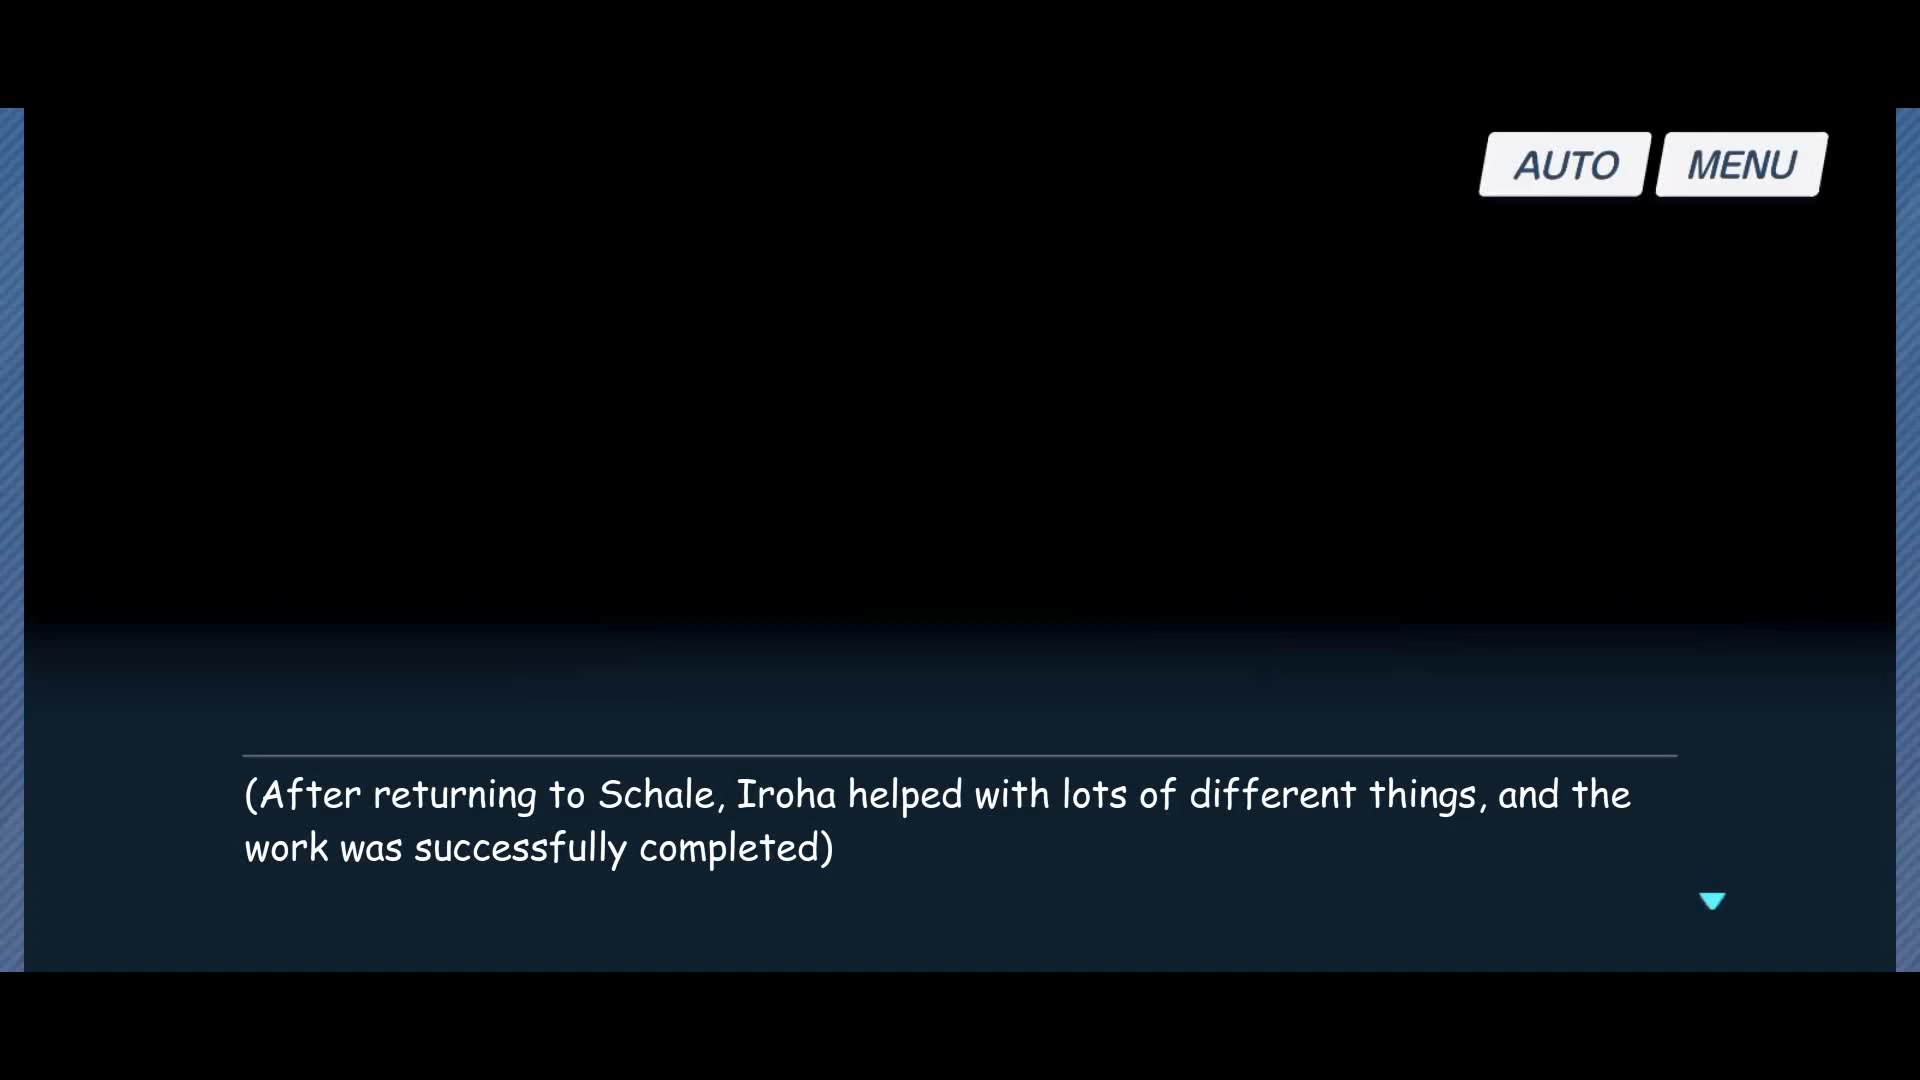 AUTO MENU
(After returning to Schale, Iroha helped with lots of different things, and the
work was successfully completed)